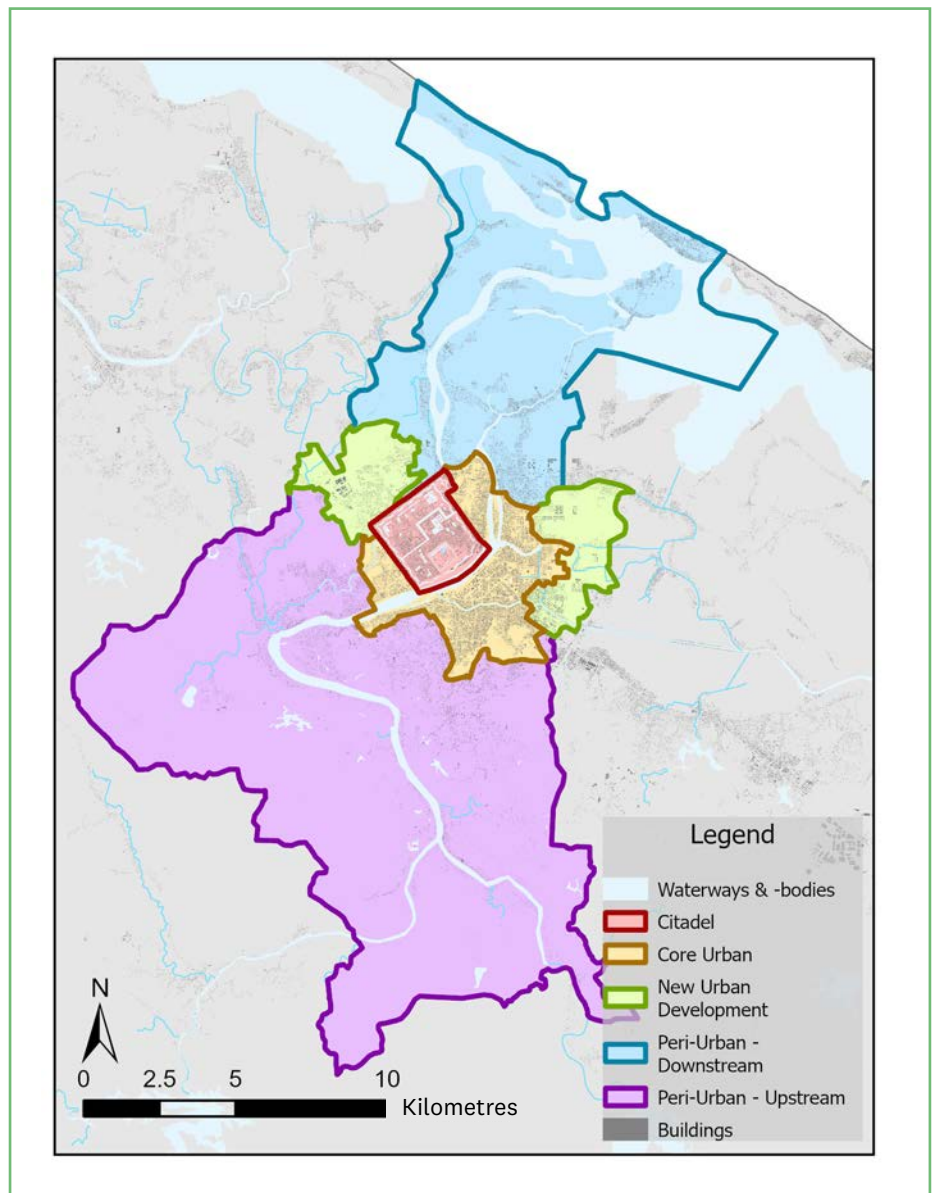 Legend
Waterways & -bodies
Citadel
Core Urban
New Urban
Development
Peri-Urban -
Downstream
Peri-Urban - Upstream
Buildings
N
0 2.5 5 10
Kilometres